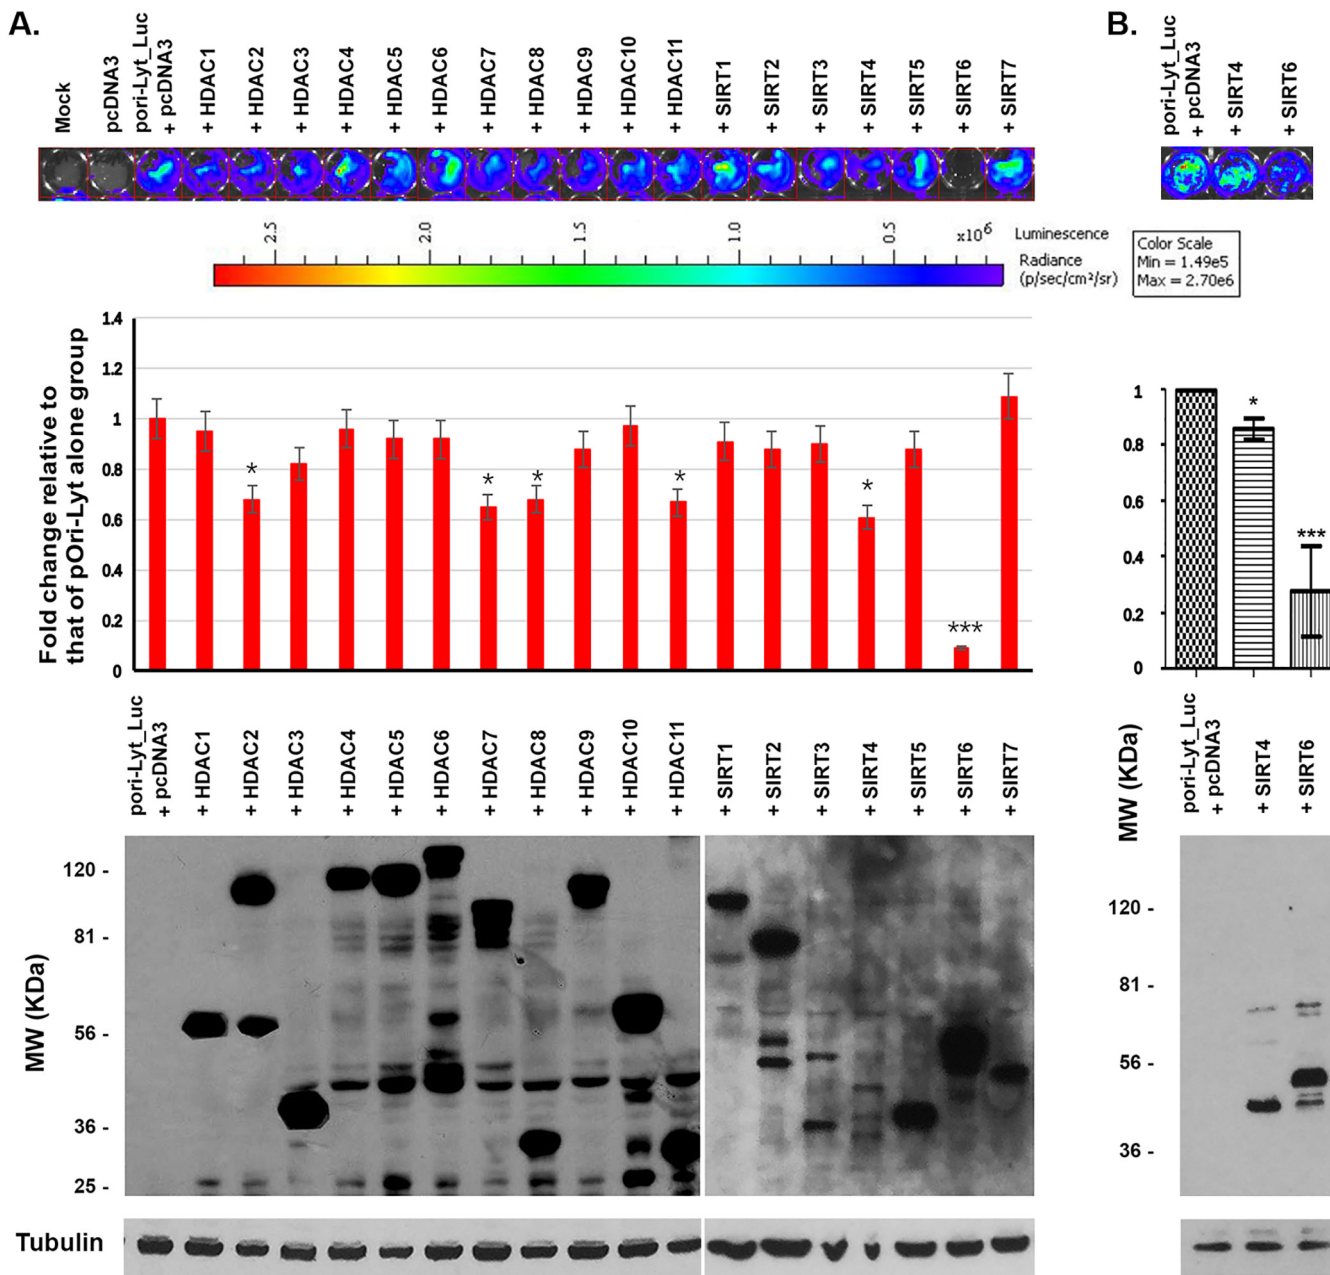 A.
B.
Mock
pcDNA3
pori-Lyt_Luc
+ pcDNA3
+ HDAC1
+ HDAC2
+ HDAC3
+ HDAC4
+ HDAC5
+ HDAC6
+ HDAC7
+ HDAC8
+ HDAC9
+ HDAC10
+ HDAC11
+ SIRT1
+ SIRT2
+ SIRT3
+ SIRT4
+ SIRT5
+ SIRT6
+ SIRT7
pori-Lyt_Luc
+ pcDNA3
+ SIRT4
+ SIRT6
2.5
2.0
1.5
1.0
0.5
x10⁶
Luminescence
Radiance
(p/sec/cm²/sr)
Color Scale
Min = 1.49e5
Max = 2.70e6
Fold change relative to
that of pOri-Lyt alone group
1.4
1.2
1
0.8
0.6
0.4
0.2
0
*
*
*
*
*
***
1
0.8
0.6
0.4
0.2
0
*
***
pori-Lyt_Luc
+ pcDNA3
+ HDAC1
+ HDAC2
+ HDAC3
+ HDAC4
+ HDAC5
+ HDAC6
+ HDAC7
+ HDAC8
+ HDAC9
+ HDAC10
+ HDAC11
+ SIRT1
+ SIRT2
+ SIRT3
+ SIRT4
+ SIRT5
+ SIRT6
+ SIRT7
MW (KDa)
pori-Lyt_Luc
+ pcDNA3
+ SIRT4
+ SIRT6
MW (KDa)
120 -
81 -
56 -
36 -
25 -
120 -
81 -
56 -
36 -
Tubulin